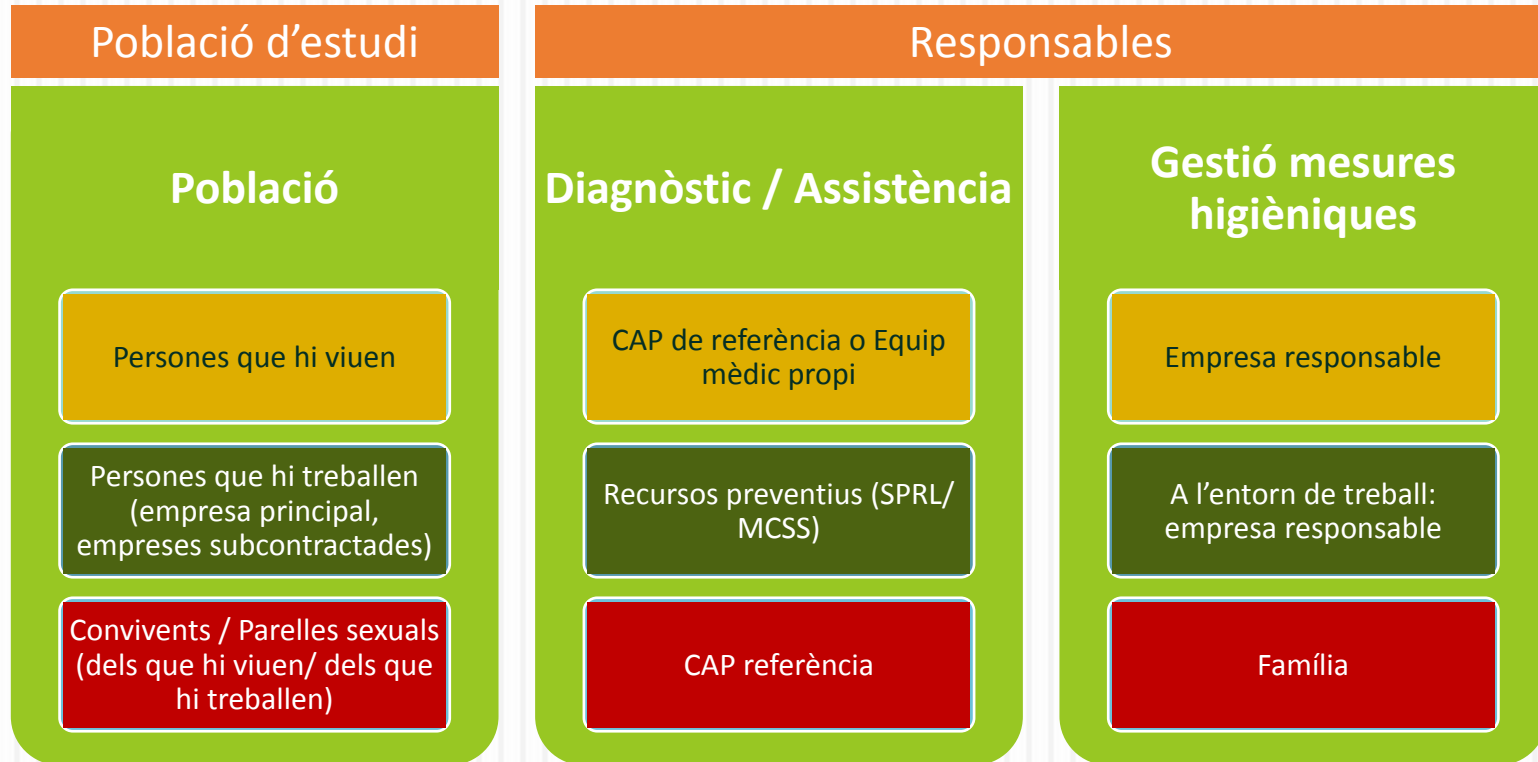 Població d’estudi
Responsables
Població
Diagnòstic / Assistència
Gestió mesures
higièniques
Persones que hi viuen
CAP de referència o Equip
mèdic propi
Empresa responsable
Persones que hi treballen
(empresa principal,
empreses subcontractades)
Recursos preventius (SPRL/
MCSS)
A l’entorn de treball:
empresa responsable
Convivents / Parelles sexuals
(dels que hi viuen/ dels que
hi treballen)
CAP referència
Família